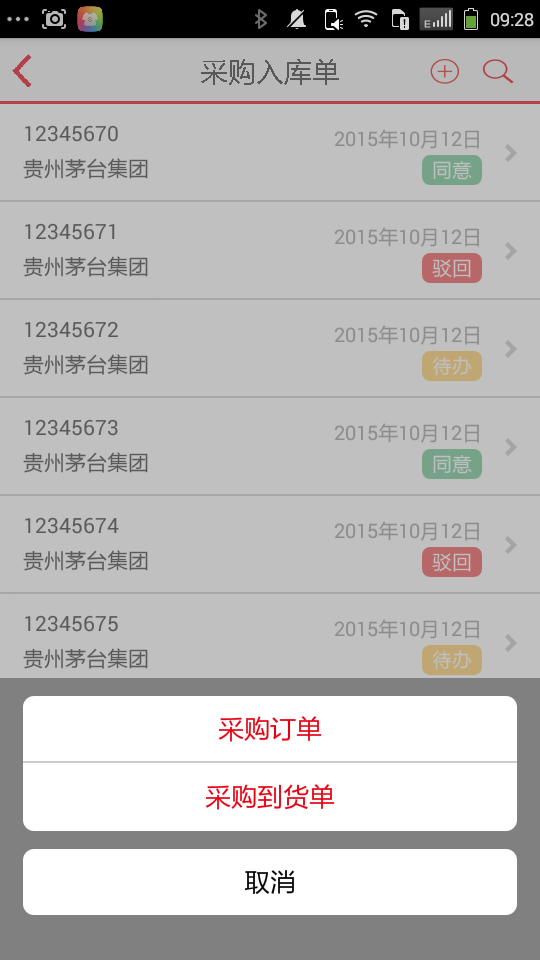 09:28
采购入库单
12345670
2015年10月12日
贵州茅台集团
同意
12345671
2015年10月12日
贵州茅台集团
驳回
12345672
2015年10月12日
贵州茅台集团
待办
12345673
2015年10月12日
贵州茅台集团
同意
12345674
2015年10月12日
贵州茅台集团
驳回
12345675
2015年10月12日
贵州茅台集团
待办
采购订单
采购到货单
取消